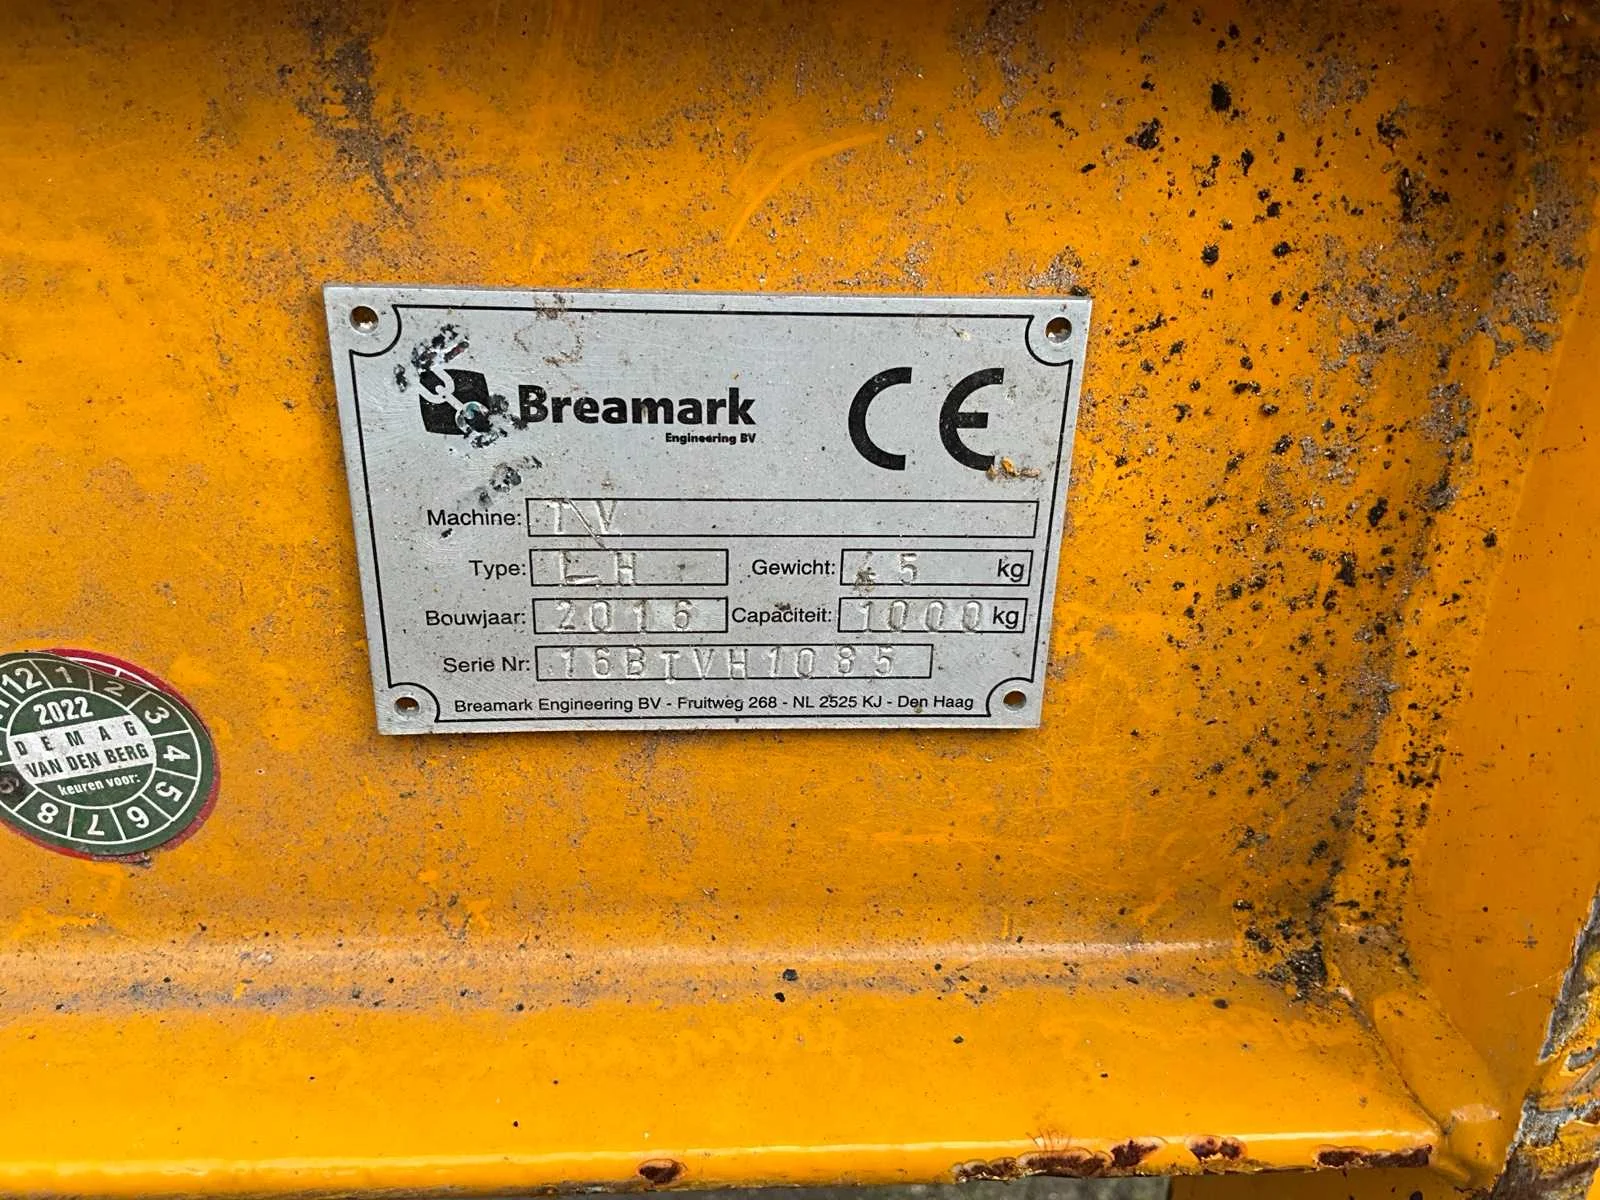 Breamark
Engineering BV
CE
Machine: TV
Type: LH Gewicht: 45 kg
Bouwjaar: 2016 Capaciteit: 1000 kg
Serie Nr: 16BTVH1085
Breamark Engineering BV - Fruitweg 268 - NL 2525 KJ - Den Haag
12 1 2 3 4 5 6 7 8
2022
DEMAG
VAN DEN BERG
keuren voor: